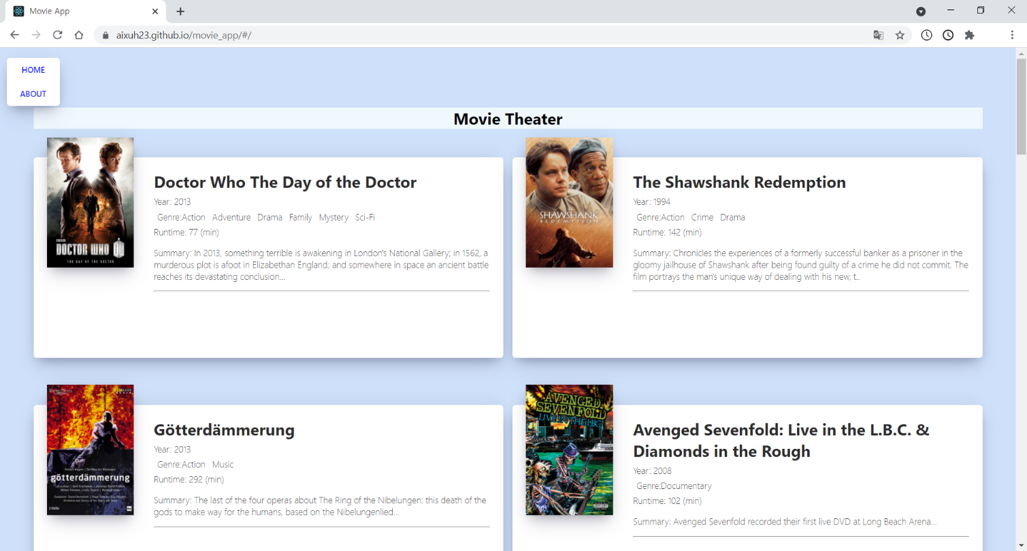 Movie App
aixuh23.github.io/movie_app/#/
HOME
ABOUT
Movie Theater
DOCTOR WHO
THE DAY OF THE DOCTOR
Doctor Who The Day of the Doctor
Year: 2013
Genre:Action Adventure Drama Family Mystery Sci-Fi
Runtime: 77 (min)
Summary: In 2013, something terrible is awakening in London's National Gallery; in 1562, a
murderous plot is afoot in Elizabethan England; and somewhere in space an ancient battle
reaches its devastating conclusion...
SHAWSHANK
REDEMPTION
The Shawshank Redemption
Year: 1994
Genre:Action Crime Drama
Runtime: 142 (min)
Summary: Chronicles the experiences of a formerly successful banker as a prisoner in the
gloomy jailhouse of Shawshank after being found guilty of a crime he did not commit. The
film portrays the man's unique way of dealing with his new, t...
götterdämmerung
Götterdämmerung
Year: 2013
Genre:Action Music
Runtime: 292 (min)
Summary: The last of the four operas about The Ring of the Nibelungen; this death of the
gods to make way for the humans, based on the Nibelungenlied...
AVENGED
SEVENFOLD
Avenged Sevenfold: Live in the L.B.C. &
Diamonds in the Rough
Year: 2008
Genre:Documentary
Runtime: 102 (min)
Summary: Avenged Sevenfold recorded their first live DVD at Long Beach Arena...